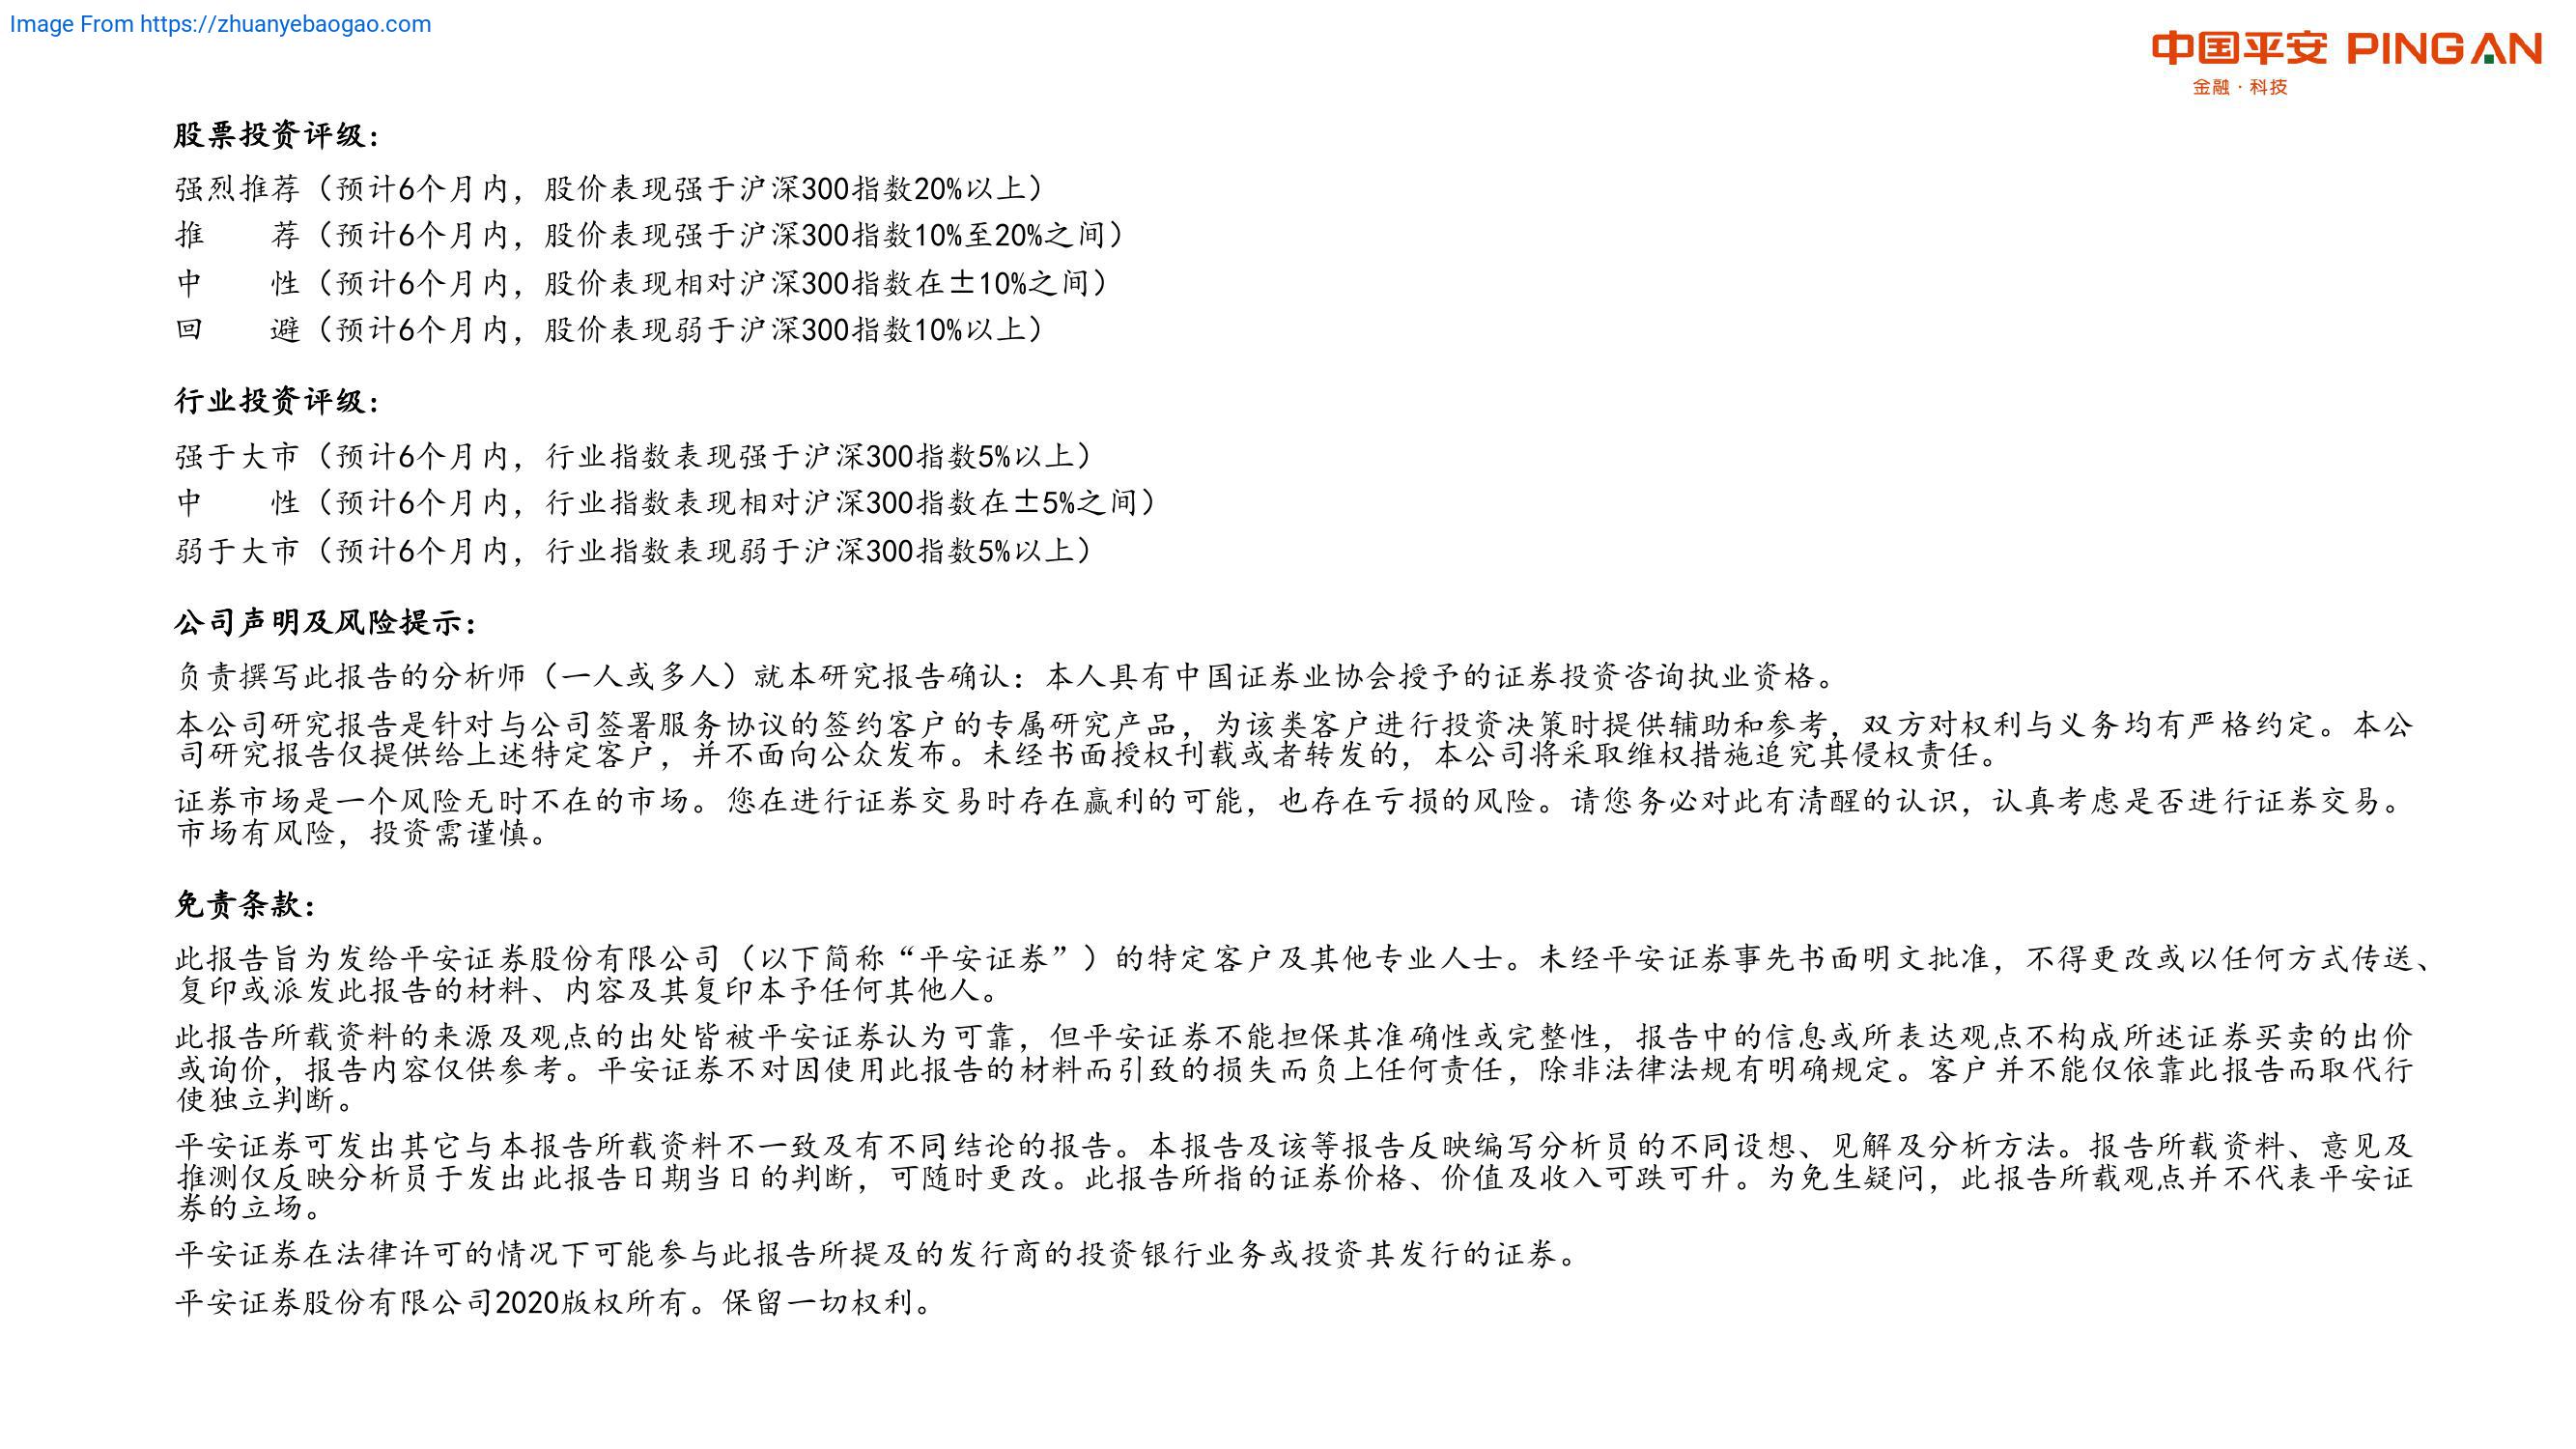 Image From https://zhuanyebaogao.com
中国平安 PINGAN
金融·科技
股票投资评级：
强烈推荐（预计6个月内，股价表现强于沪深300指数20%以上）
推　　荐（预计6个月内，股价表现强于沪深300指数10%至20%之间）
中　　性（预计6个月内，股价表现相对沪深300指数在±10%之间）
回　　避（预计6个月内，股价表现弱于沪深300指数10%以上）
行业投资评级：
强于大市（预计6个月内，行业指数表现强于沪深300指数5%以上）
中　　性（预计6个月内，行业指数表现相对沪深300指数在±5%之间）
弱于大市（预计6个月内，行业指数表现弱于沪深300指数5%以上）
公司声明及风险提示：
负责撰写此报告的分析师（一人或多人）就本研究报告确认：本人具有中国证券业协会授予的证券投资咨询执业资格。
本公司研究报告是针对与公司签署服务协议的签约客户的专属研究产品，为该类客户进行投资决策时提供辅助和参考，双方对权利与义务均有严格约定。本公
司研究报告仅提供给上述特定客户，并不面向公众发布。未经书面授权刊载或者转发的，本公司将采取维权措施追究其侵权责任。
证券市场是一个风险无时不在的市场。您在进行证券交易时存在赢利的可能，也存在亏损的风险。请您务必对此有清醒的认识，认真考虑是否进行证券交易。
市场有风险，投资需谨慎。
免责条款：
此报告旨为发给平安证券股份有限公司（以下简称“平安证券”）的特定客户及其他专业人士。未经平安证券事先书面明文批准，不得更改或以任何方式传送、
复印或派发此报告的材料、内容及其复印本予任何其他人。
此报告所载资料的来源及观点的出处皆被平安证券认为可靠，但平安证券不能担保其准确性或完整性，报告中的信息或所表达观点不构成所述证券买卖的出价
或询价，报告内容仅供参考。平安证券不对因使用此报告的材料而引致的损失而负上任何责任，除非法律法规有明确规定。客户并不能仅依靠此报告而取代行
使独立判断。
平安证券可发出其它与本报告所载资料不一致及有不同结论的报告。本报告及该等报告反映编写分析员的不同设想、见解及分析方法。报告所载资料、意见及
推测仅反映分析员于发出此报告日期当日的判断，可随时更改。此报告所指的证券价格、价值及收入可跌可升。为免生疑问，此报告所载观点并不代表平安证
券的立场。
平安证券在法律许可的情况下可能参与此报告所提及的发行商的投资银行业务或投资其发行的证券。
平安证券股份有限公司2020版权所有。保留一切权利。